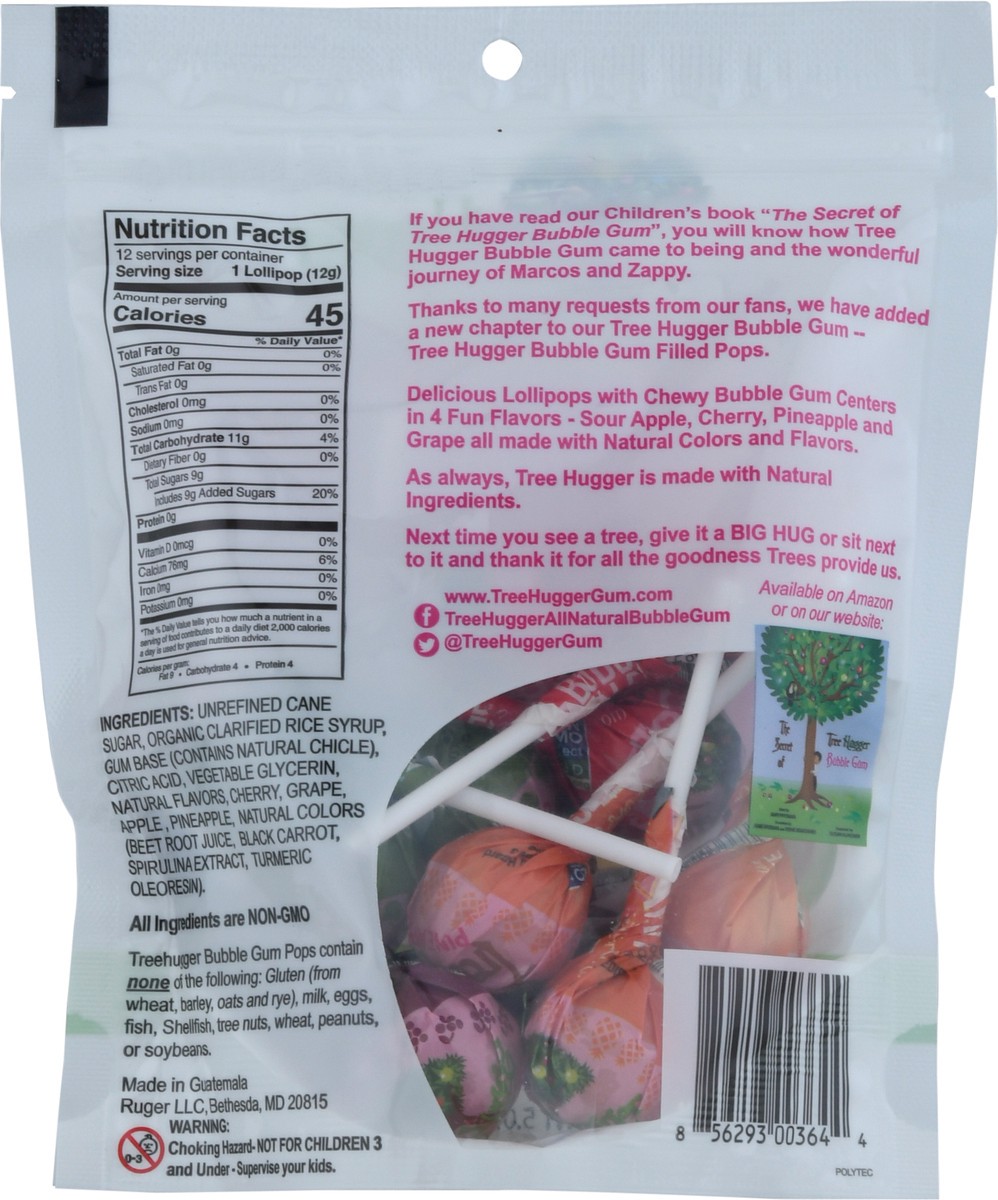 Nutrition Facts
12 servings per container
Serving size 1 Lollipop (12g)
Amount per serving
Calories 45
% Daily Value*
Total Fat 0g 0%
Saturated Fat 0g 0%
Trans Fat 0g
Cholesterol 0mg 0%
Sodium 0mg 0%
Total Carbohydrate 11g 4%
Dietary Fiber 0g 0%
Total Sugars 9g
Includes 9g Added Sugars 20%
Protein 0g
Vitamin D 0mcg 0%
Calcium 76mg 6%
Iron 0mg 0%
Potassium 0mg 0%
*The % Daily Value tells you how much a nutrient in a
serving of food contributes to a daily diet 2,000 calories
a day is used for general nutrition advice.
Calories per gram:
Fat 9 • Carbohydrate 4 • Protein 4
INGREDIENTS: UNREFINED CANE
SUGAR, ORGANIC CLARIFIED RICE SYRUP,
GUM BASE (CONTAINS NATURAL CHICLE),
CITRIC ACID, VEGETABLE GLYCERIN,
NATURAL FLAVORS, CHERRY, GRAPE,
APPLE , PINEAPPLE, NATURAL COLORS
(BEET ROOT JUICE, BLACK CARROT,
SPIRULINA EXTRACT, TURMERIC
OLEORESIN).
All Ingredients are NON-GMO
Treehugger Bubble Gum Pops contain
none of the following: Gluten (from
wheat, barley, oats and rye), milk, eggs,
fish, Shellfish, tree nuts, wheat, peanuts,
or soybeans.
Made in Guatemala
Ruger LLC, Bethesda, MD 20815
WARNING:
0-3 Choking Hazard- NOT FOR CHILDREN 3
and Under - Supervise your kids.
If you have read our Children's book "The Secret of
Tree Hugger Bubble Gum", you will know how Tree
Hugger Bubble Gum came to being and the wonderful
journey of Marcos and Zappy.
Thanks to many requests from our fans, we have added
a new chapter to our Tree Hugger Bubble Gum --
Tree Hugger Bubble Gum Filled Pops.
Delicious Lollipops with Chewy Bubble Gum Centers
in 4 Fun Flavors - Sour Apple, Cherry, Pineapple and
Grape all made with Natural Colors and Flavors.
As always, Tree Hugger is made with Natural
Ingredients.
Next time you see a tree, give it a BIG HUG or sit next
to it and thank it for all the goodness Trees provide us.
www.TreeHuggerGum.com
f TreeHuggerAllNaturalBubbleGum
@TreeHuggerGum
Available on Amazon
or on our website:
The
Secret
of
Tree Hugger
Bubble Gum
8 56293 00364 4
POLYTEC